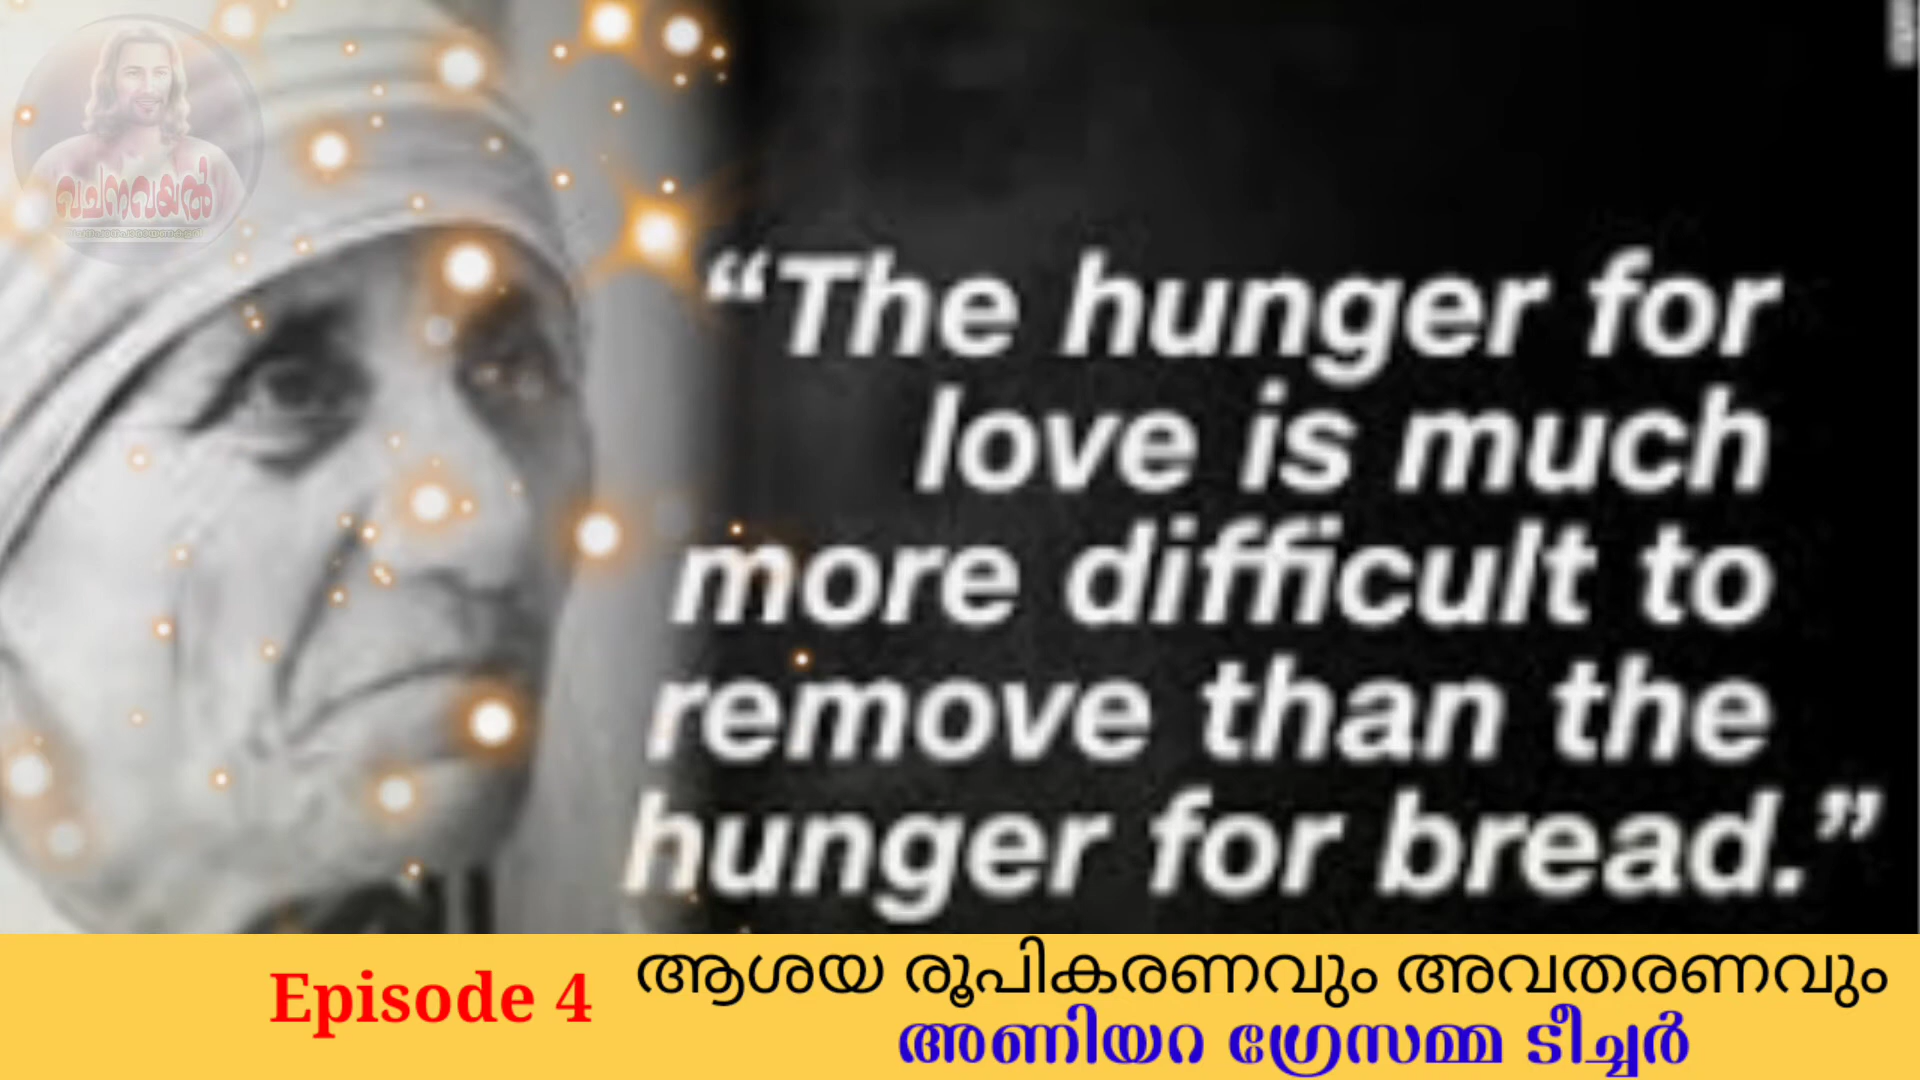 വചനവയൽ
“The hunger for
love is much
more difficult to
remove than the
hunger for bread.”
Episode 4
ആശയ രൂപികരണവും അവതരണവും
അണിയറ ഗ്രേസമ്മ ടീച്ചർ